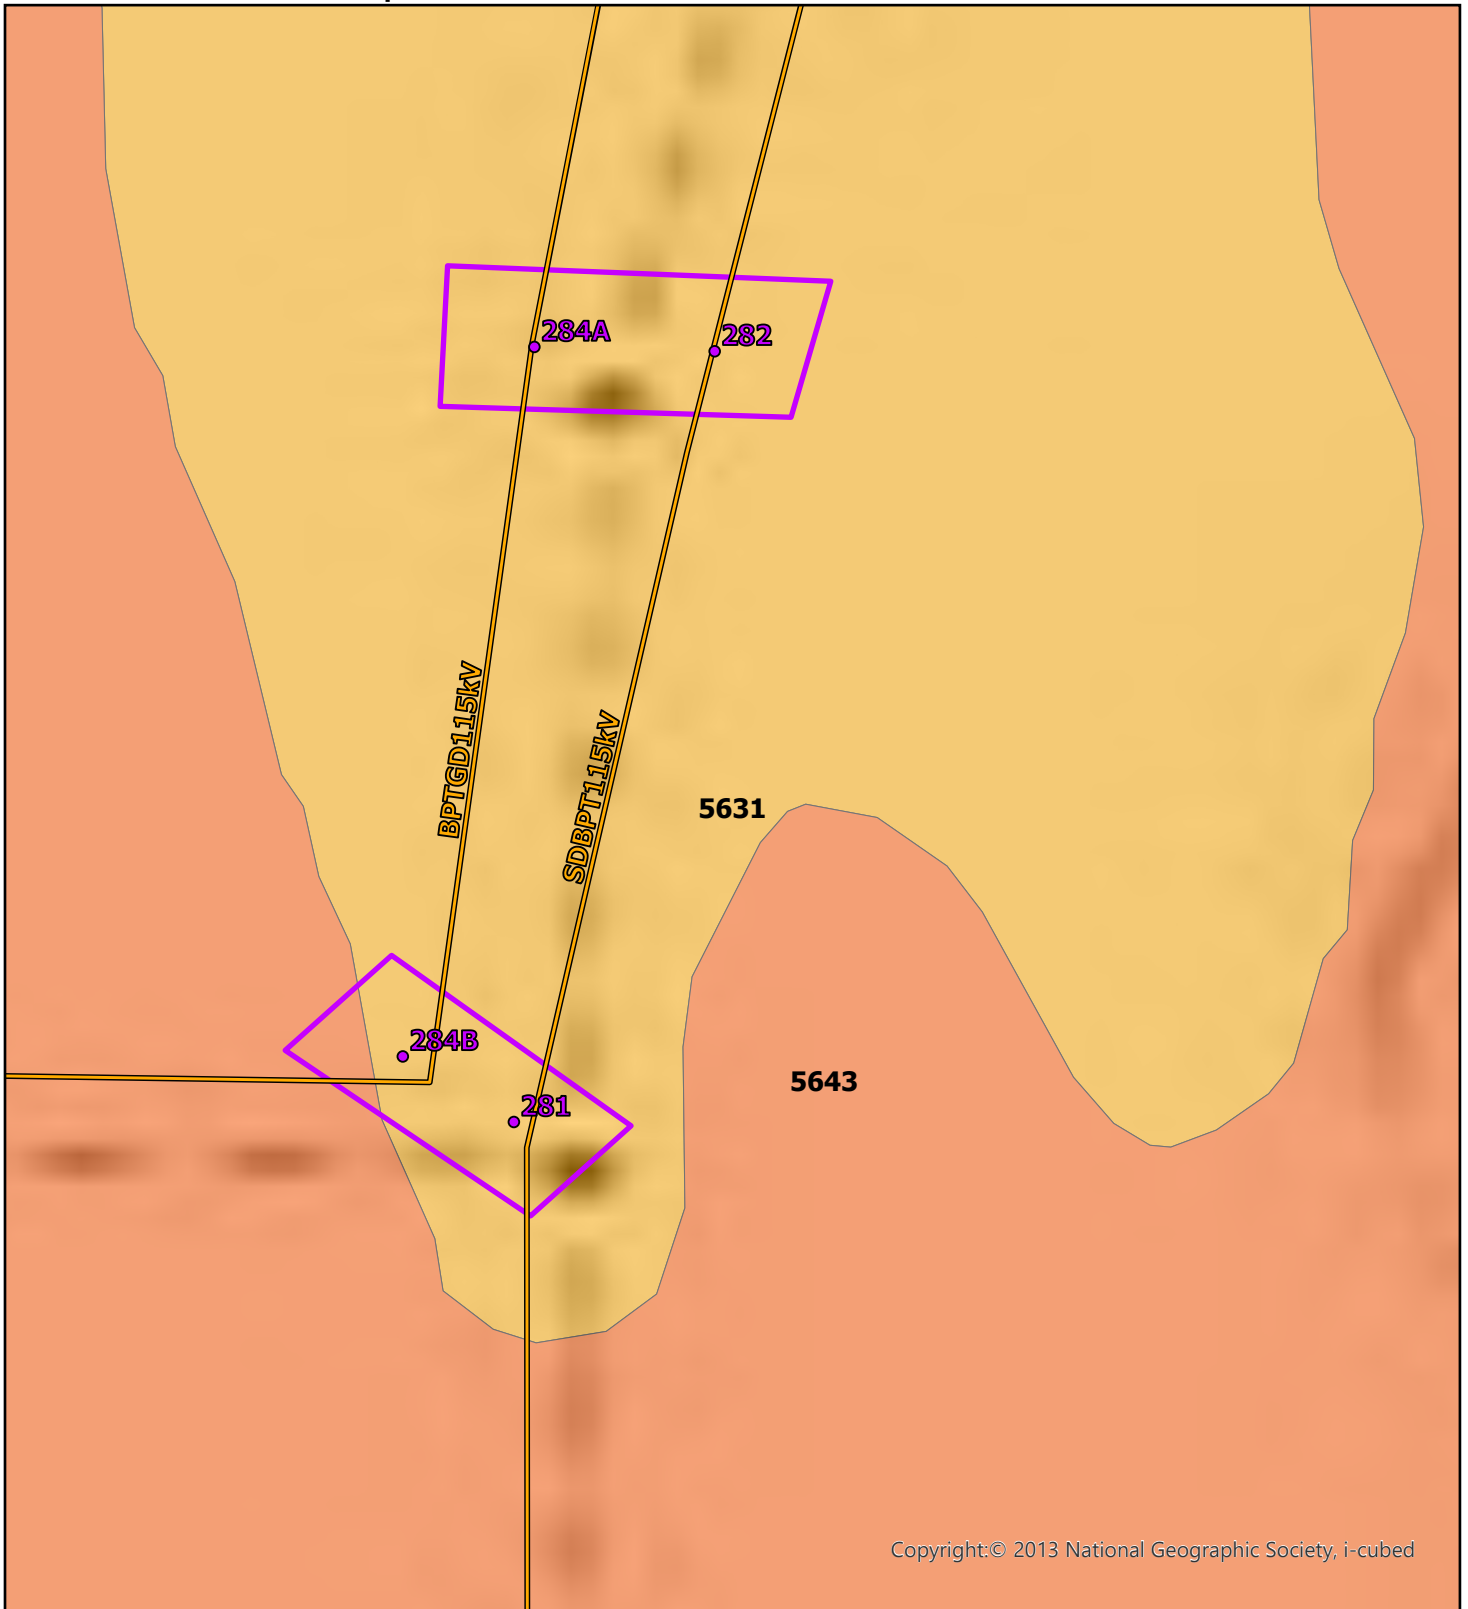 284A
282
BPTGD115kV
SDBPT115kV
5631
284B
5643
281
Copyright:© 2013 National Geographic Society, i-cubed